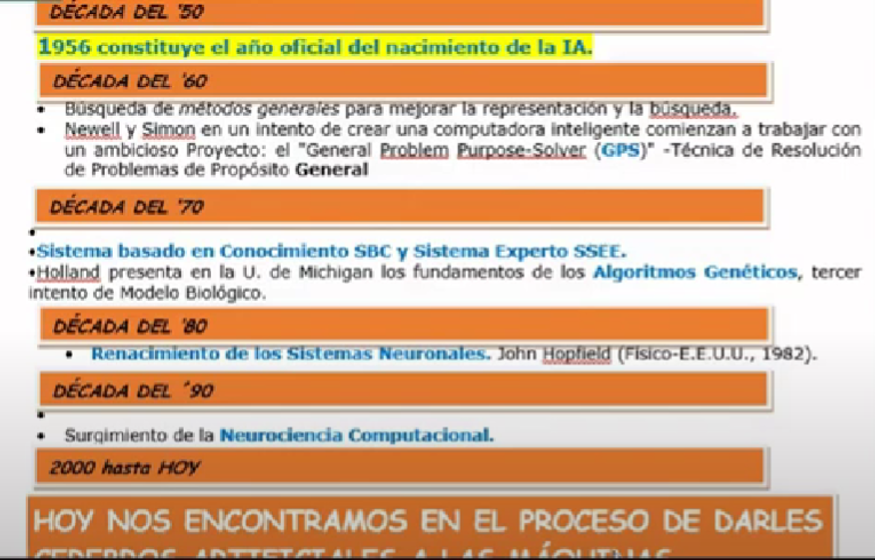 DÉCADA DEL '50
1956 constituye el año oficial del nacimiento de la IA.
DÉCADA DEL '60
• Búsqueda de métodos generales para mejorar la representación y la búsqueda.
• Newell y Simon en un intento de crear una computadora inteligente comienzan a trabajar con
un ambicioso Proyecto: el "General Problem Purpose-Solver (GPS)" -Técnica de Resolución
de Problemas de Propósito General
DÉCADA DEL '70
•
•Sistema basado en Conocimiento SBC y Sistema Experto SSEE.
•Holland presenta en la U. de Michigan los fundamentos de los Algoritmos Genéticos, tercer
intento de Modelo Biológico.
DÉCADA DEL '80
• Renacimiento de los Sistemas Neuronales. John Hopfield (Físico-E.E.U.U., 1982).
DÉCADA DEL ´90
•
• Surgimiento de la Neurociencia Computacional.
2000 hasta HOY
HOY NOS ENCONTRAMOS EN EL PROCESO DE DARLES
CEREBROS ARTIFICIALES A LAS MÁQUINAS